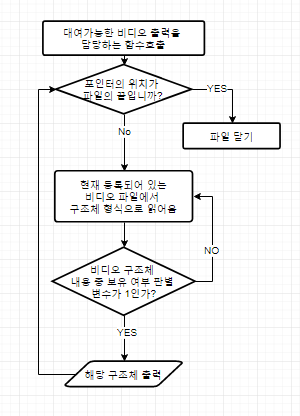 대여가능한 비디오 출력을
담당하는 함수호출
포인터의 위치가
파일의 끝입니까?
YES
파일 닫기
No
현재 등록되어 있는
비디오 파일에서
구조체 형식으로 읽어옴
NO
비디오 구조체
내용 중 보유 여부 판별
변수가 1인가?
YES
해당 구조체 출력